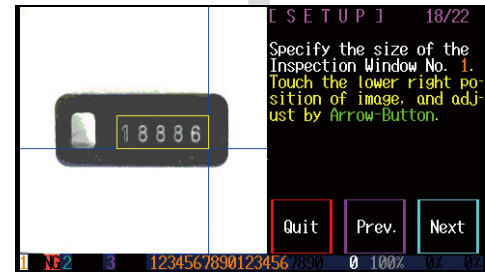 [ S E T U P ] 18/22
Specify the size of the
Inspection Window No. 1.
Touch the lower right po-
sition of image, and adj-
ust by Arrow-Button.
18886
Quit Prev. Next
1 NG 2 3 12345678901234567890 0 100% 0% 0%